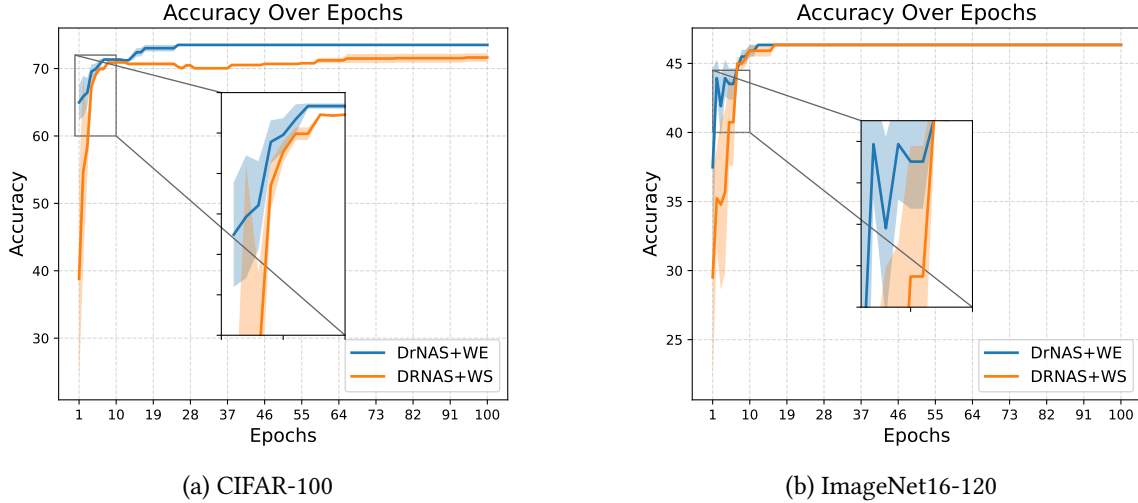 Accuracy Over Epochs
Accuracy
70
60
50
40
30
1 10 19 28 37 46 55 64 73 82 91 100
Epochs
DrNAS+WE
DRNAS+WS
(a) CIFAR-100
Accuracy Over Epochs
Accuracy
45
40
35
30
25
1 10 19 28 37 46 55 64 73 82 91 100
Epochs
DrNAS+WE
DRNAS+WS
(b) ImageNet16-120